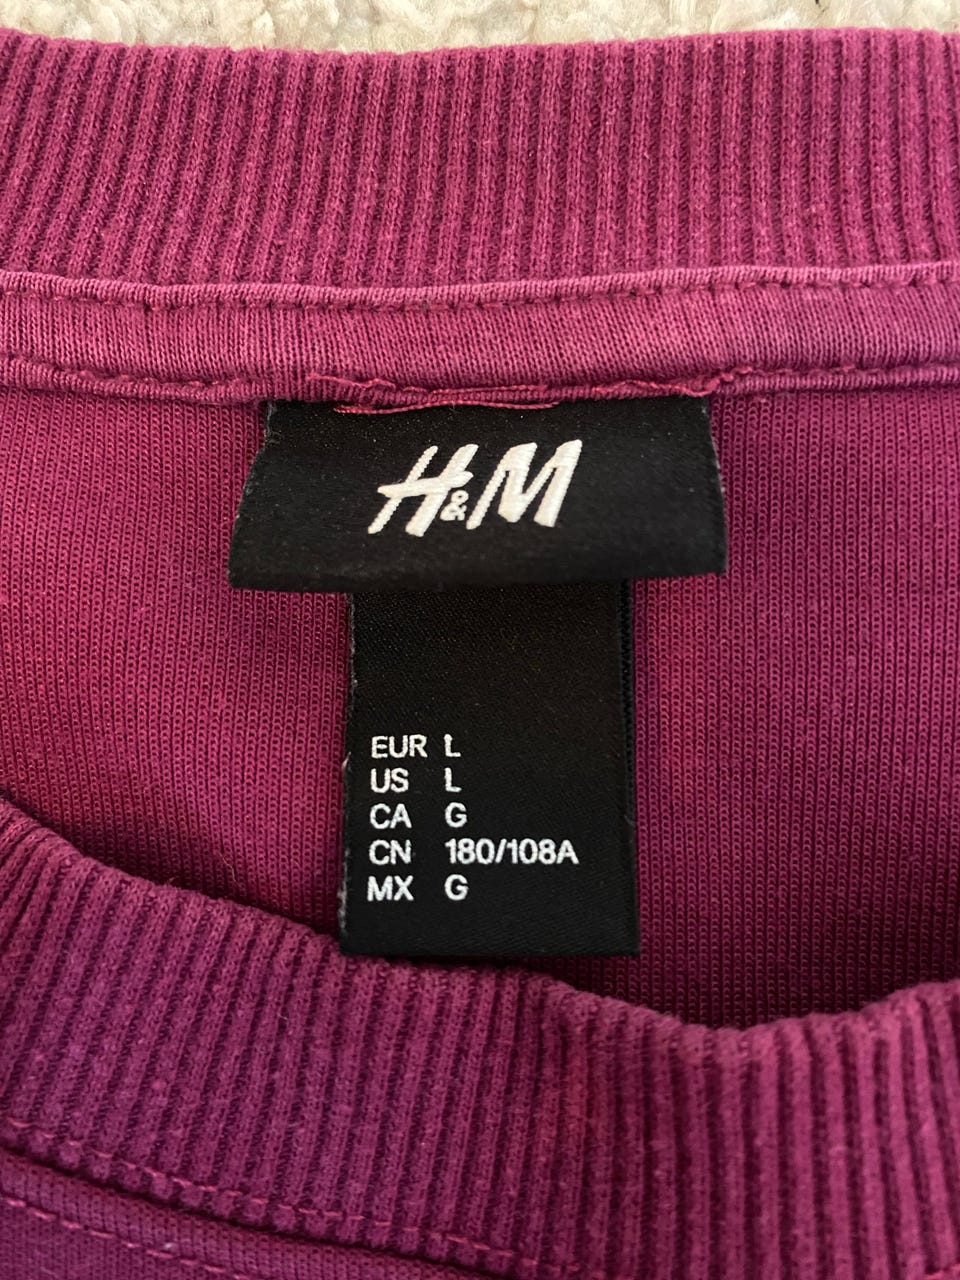 H&M
EUR L
US L
CA G
CN 180/108A
MX G